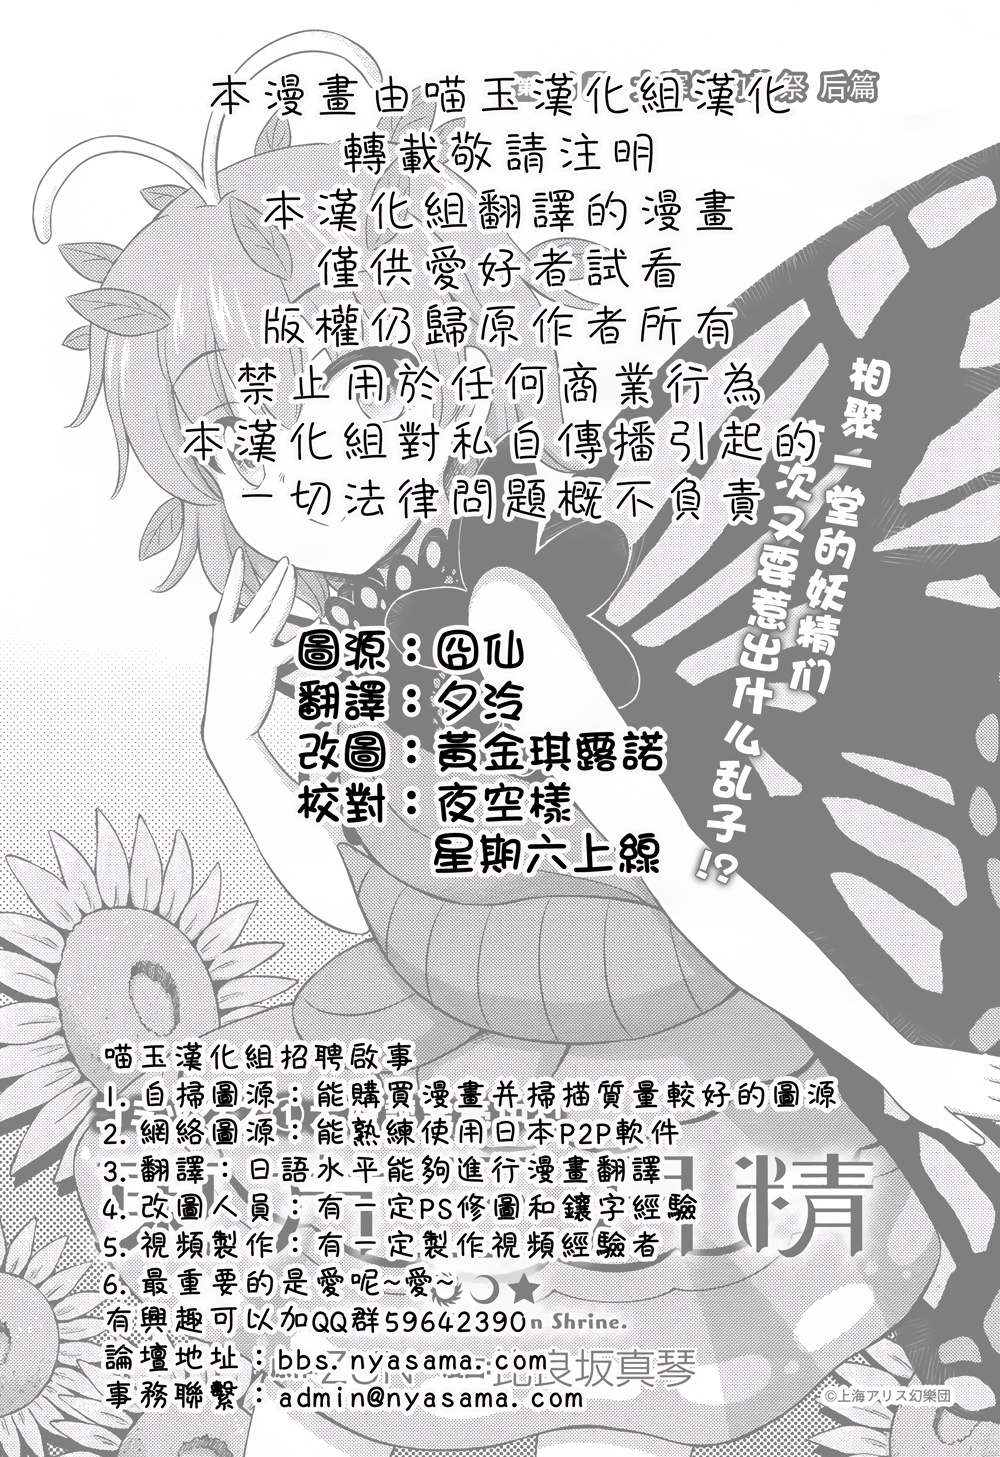 本漫畫由喵玉漢化組漢化
轉載敬請注明
本漢化組翻譯的漫畫
僅供愛好者試看
版權仍歸原作者所有
禁止用於任何商業行為
本漢化組對私自傳播引起的
一切法律問題概不負責
祭 后篇
相聚一堂的妖精们
次又要惹出什么乱子!?
圖源：囧仙
翻譯：夕泠
改圖：黃金琪露諾
校對：夜空樣
星期六上線
喵玉漢化組招聘啟事
1. 自掃圖源：能購買漫畫并掃描質量較好的圖源
2. 網絡圖源：能熟練使用日本P2P軟件
3. 翻譯：日語水平能夠進行漫畫翻譯
4. 改圖人員：有一定PS修圖和鑲字經驗
5. 視頻製作：有一定製作視頻經驗者
6. 最重要的是愛呢~愛~
有興趣可以加QQ群59642390
論壇地址：bbs.nyasama.com
事務聯繫：admin@nyasama.com
精
n Shrine.
ZUN
比良坂真琴
©上海アリス幻樂団